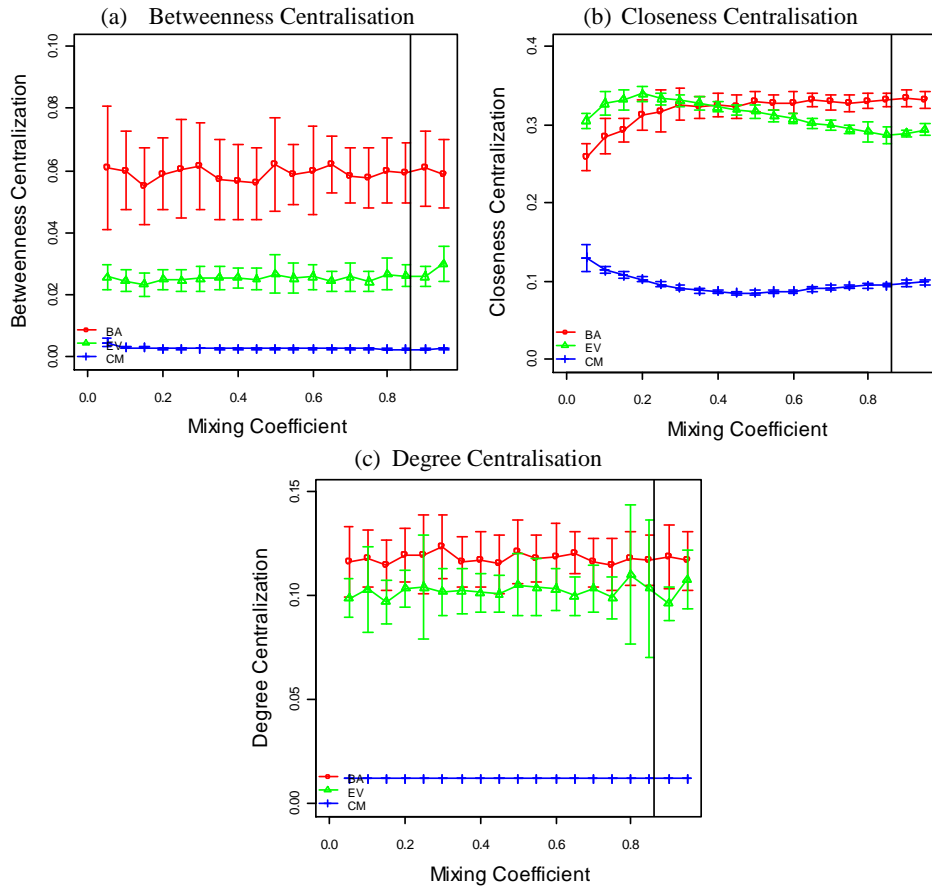 (a) Betweenness Centralisation
Betweenness Centralization
0.10
0.08
0.06
0.04
0.02
0.00
BA
EV
CM
0.0 0.2 0.4 0.6 0.8
Mixing Coefficient
(b) Closeness Centralisation
Closeness Centralization
0.4
0.3
0.2
0.1
0.0
BA
EV
CM
0.0 0.2 0.4 0.6 0.8
Mixing Coefficient
(c) Degree Centralisation
Degree Centralization
0.15
0.10
0.05
0.00
BA
EV
CM
0.0 0.2 0.4 0.6 0.8
Mixing Coefficient